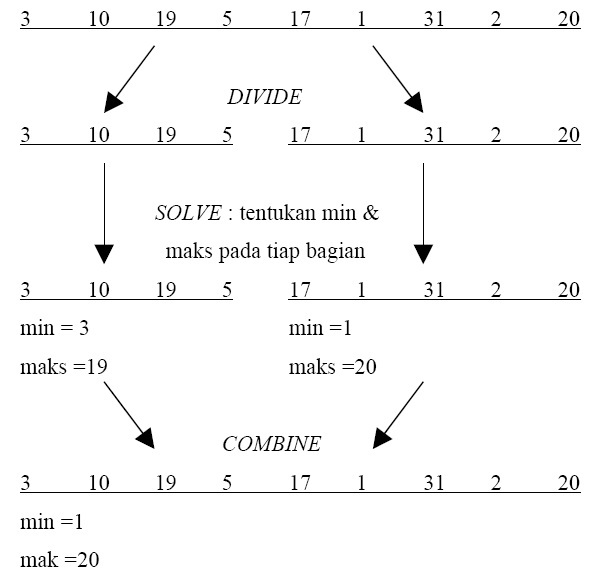 3 10 19 5 17 1 31 2 20
DIVIDE
3 10 19 5 17 1 31 2 20
SOLVE : tentukan min &
maks pada tiap bagian
3 10 19 5 17 1 31 2 20
min = 3 min =1
maks =19 maks =20
COMBINE
3 10 19 5 17 1 31 2 20
min =1
mak =20